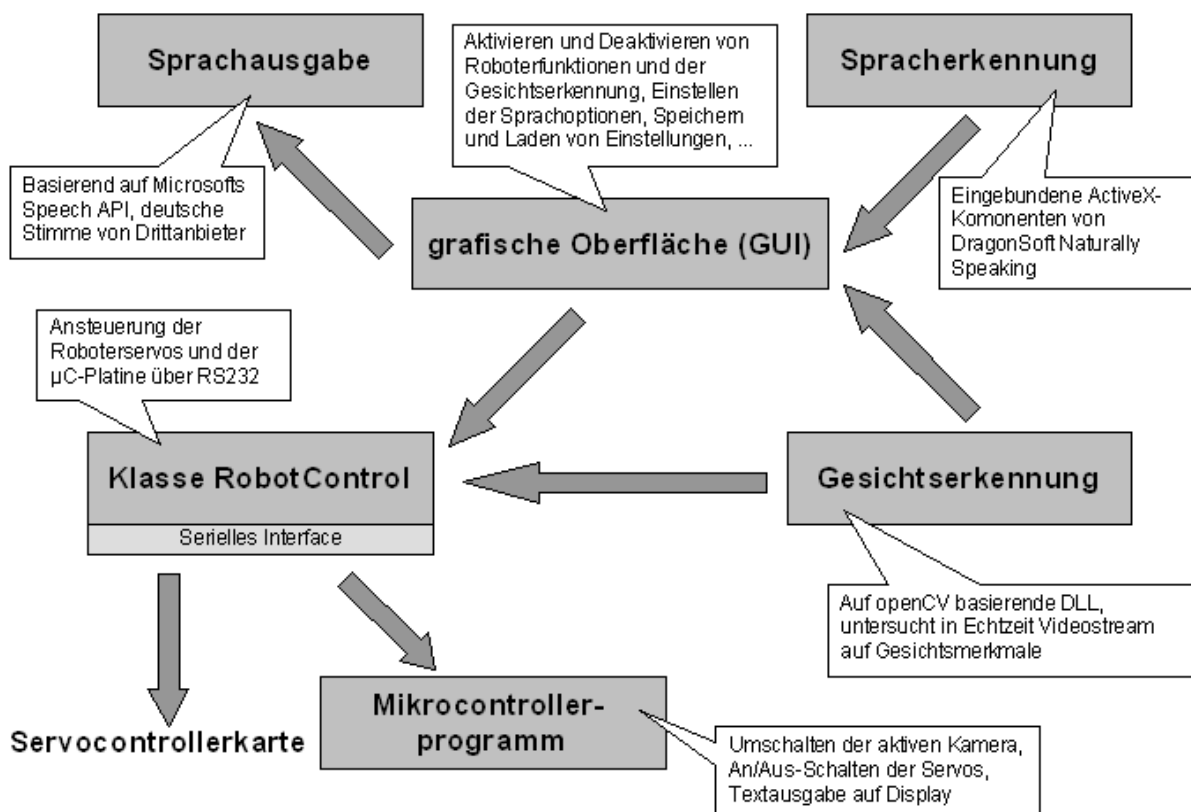 Sprachausgabe
Aktivieren und Deaktivieren von
Roboterfunktionen und der
Gesichtserkennung, Einstellen
der Sprachoptionen, Speichern
und Laden von Einstellungen, ...
Spracherkennung
Basierend auf Microsofts
Speech API, deutsche
Stimme von Drittanbieter
grafische Oberfläche (GUI)
Eingebundene ActiveX-
Komonenten von
DragonSoft Naturally
Speaking
Ansteuerung der
Roboterservos und der
µC-Platine über RS232
Klasse RobotControl
Serielles Interface
Gesichtserkennung
Auf openCV basierende DLL,
untersucht in Echtzeit Videostream
auf Gesichtsmerkmale
Servocontrollerkarte
Mikrocontroller-
programm
Umschalten der aktiven Kamera,
An/Aus-Schalten der Servos,
Textausgabe auf Display